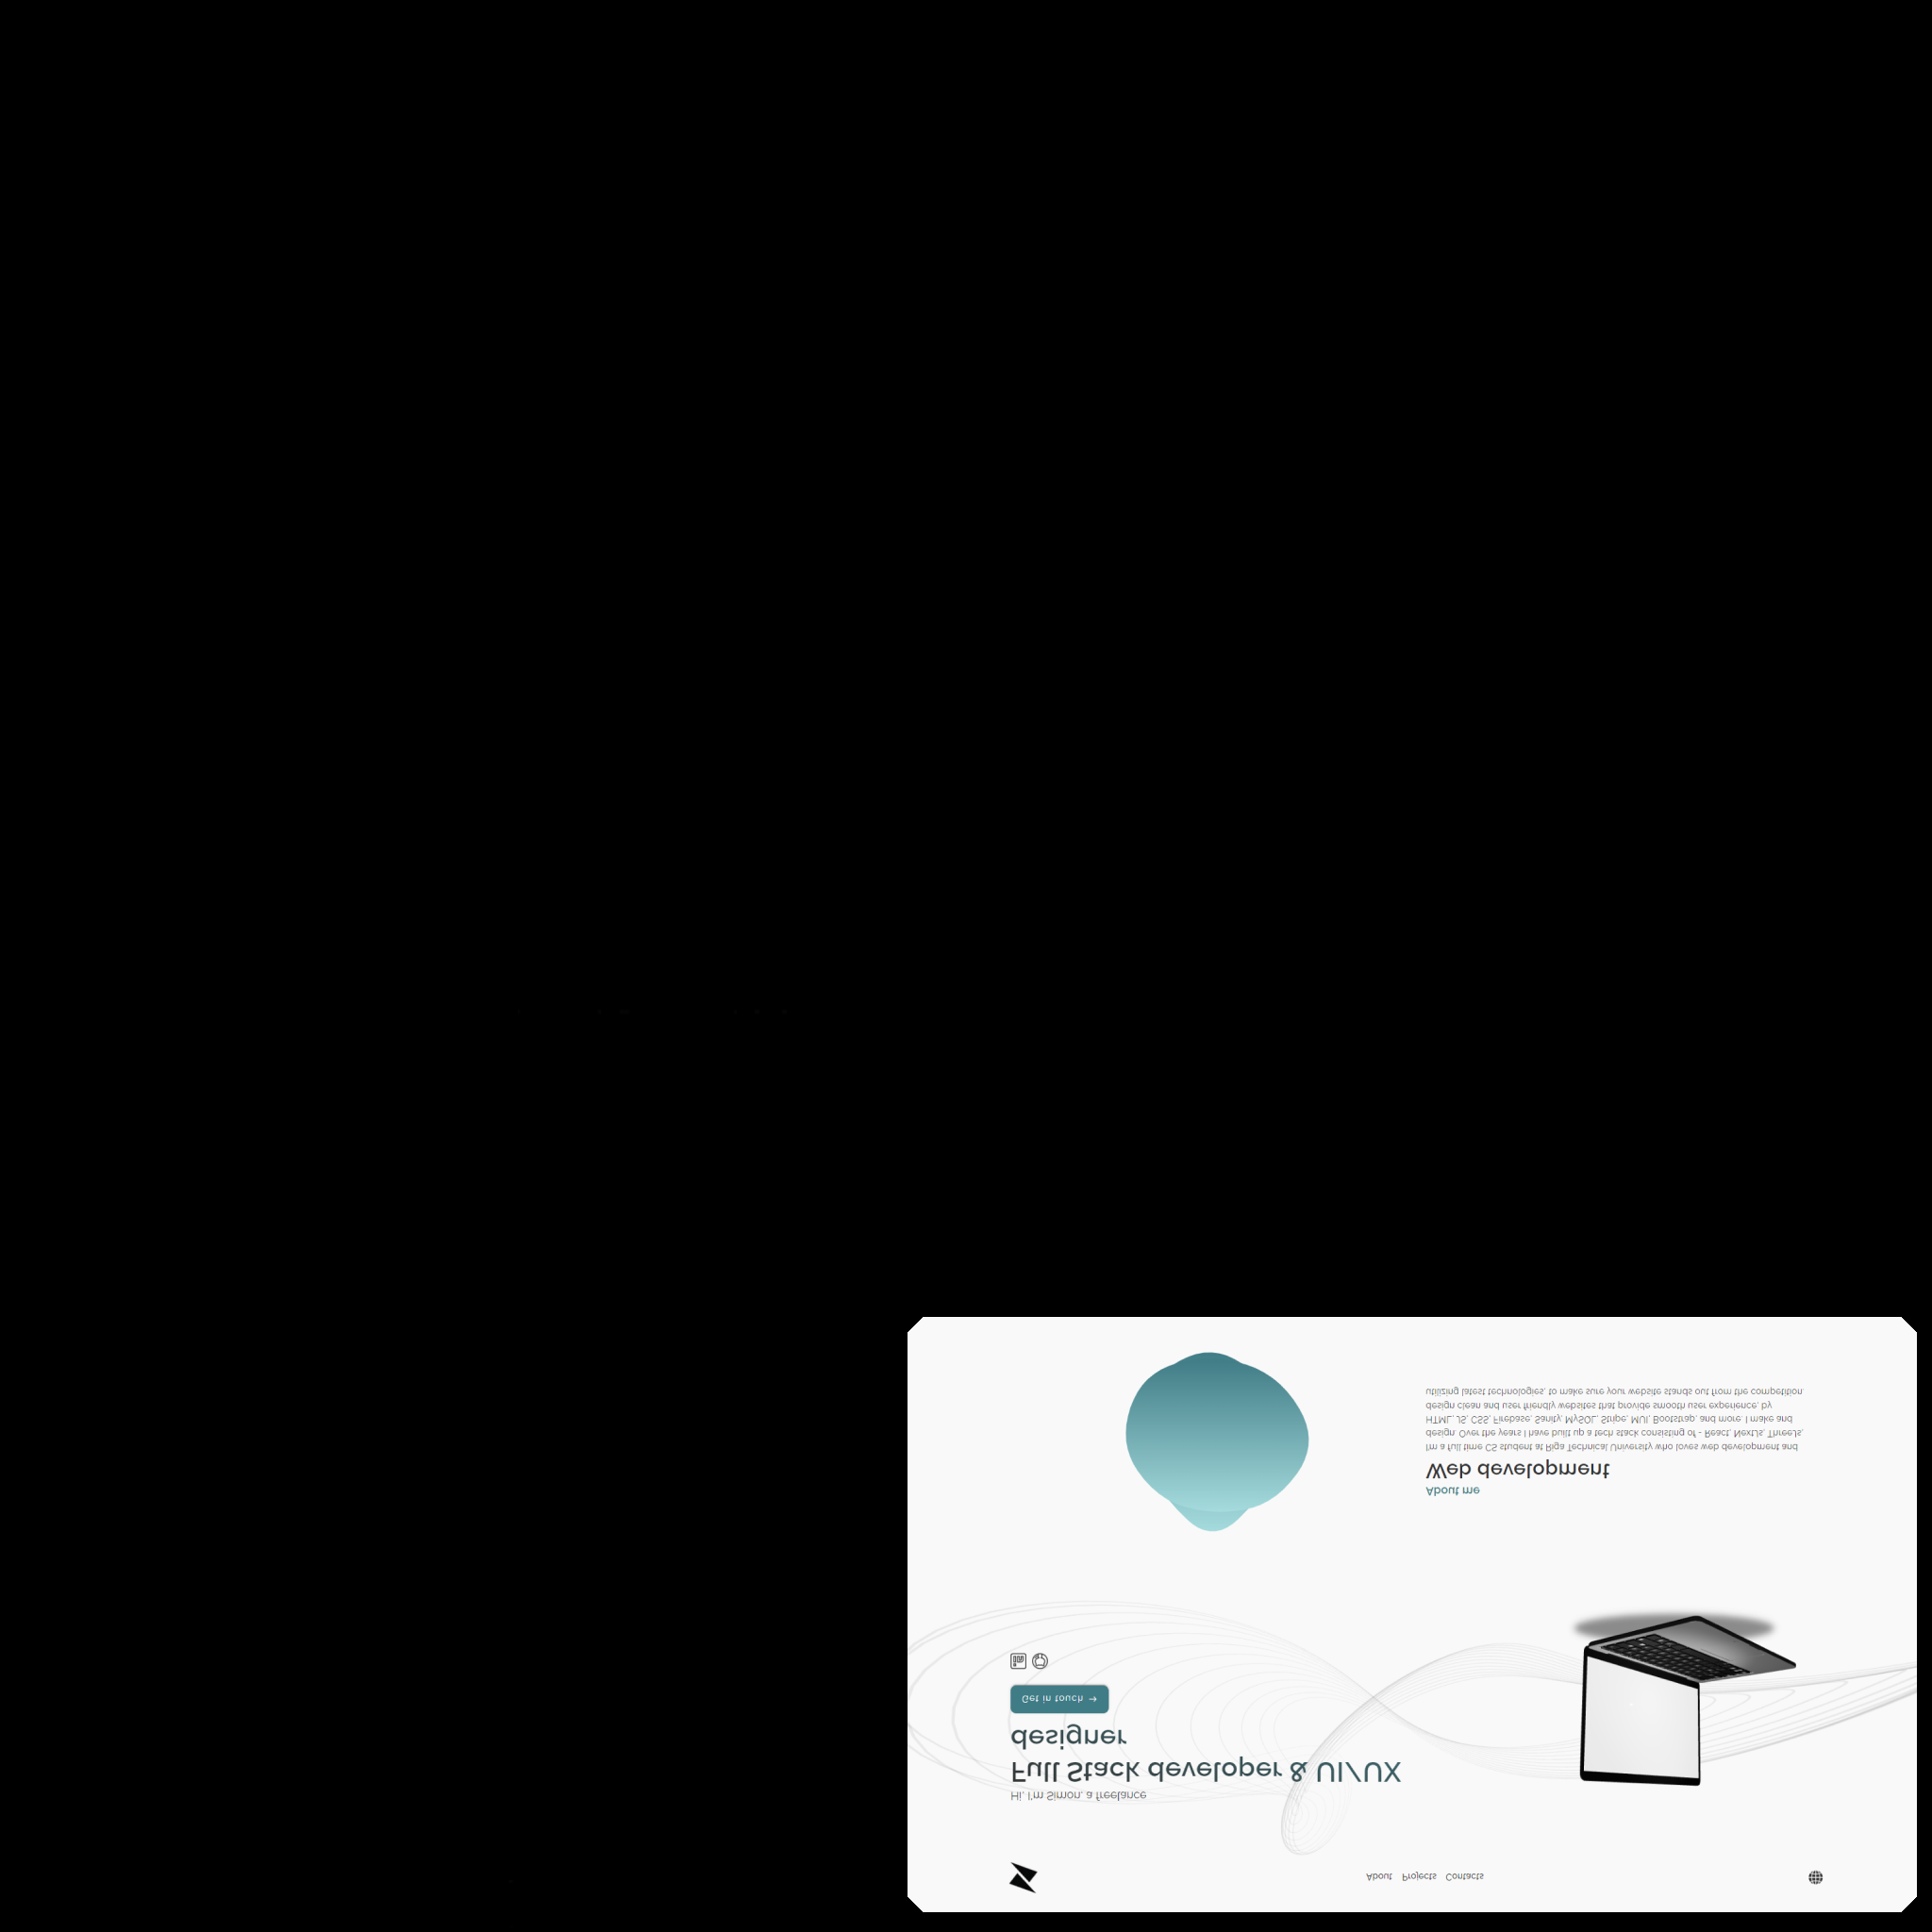 About Projects Contacts
Hi, I'm Simon, a freelance
Full Stack developer & UI/UX
designer
Get in touch →
About me
Web development
I'm a full time CS student at Riga Technical University who loves web development and
design. Over the years I have built up a tech stack consisting of - React, NextJs, ThreeJs,
HTML, JS, CSS, Firebase, Sanity, MySQL, Stripe, MUI, Bootstrap, and more. I make and
design clean and user friendly websites that provide smooth user experience, by
utilizing latest technologies, to make sure your website stands out from the competition.